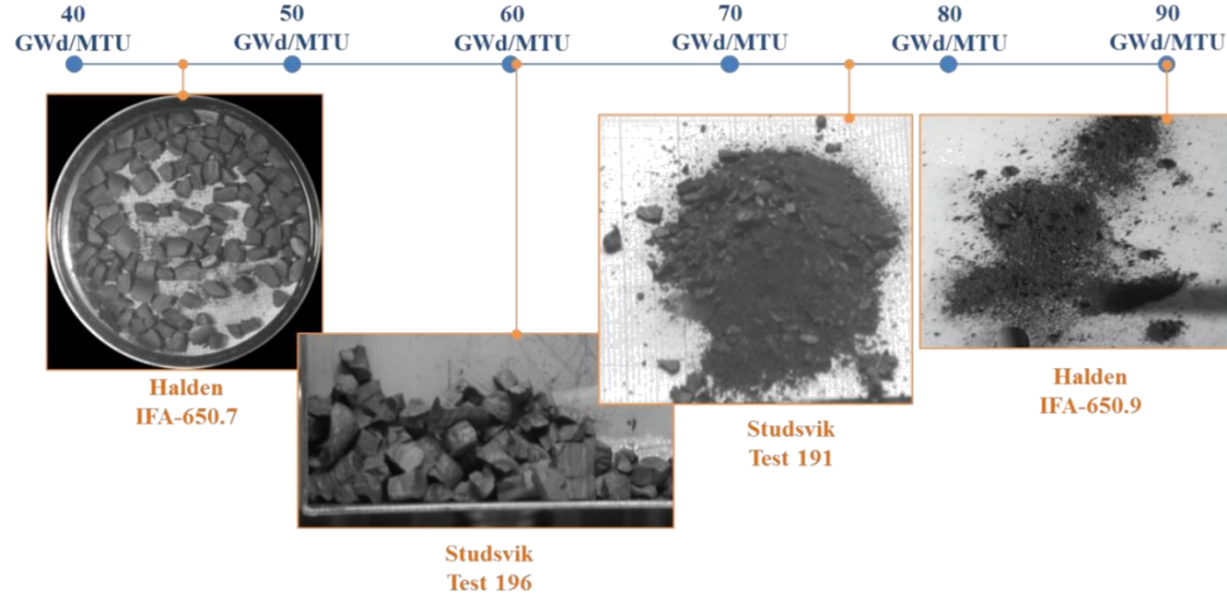 40
GWd/MTU
50
GWd/MTU
60
GWd/MTU
70
GWd/MTU
80
GWd/MTU
90
GWd/MTU
Halden
IFA-650.7
Studsvik
Test 196
Studsvik
Test 191
Halden
IFA-650.9